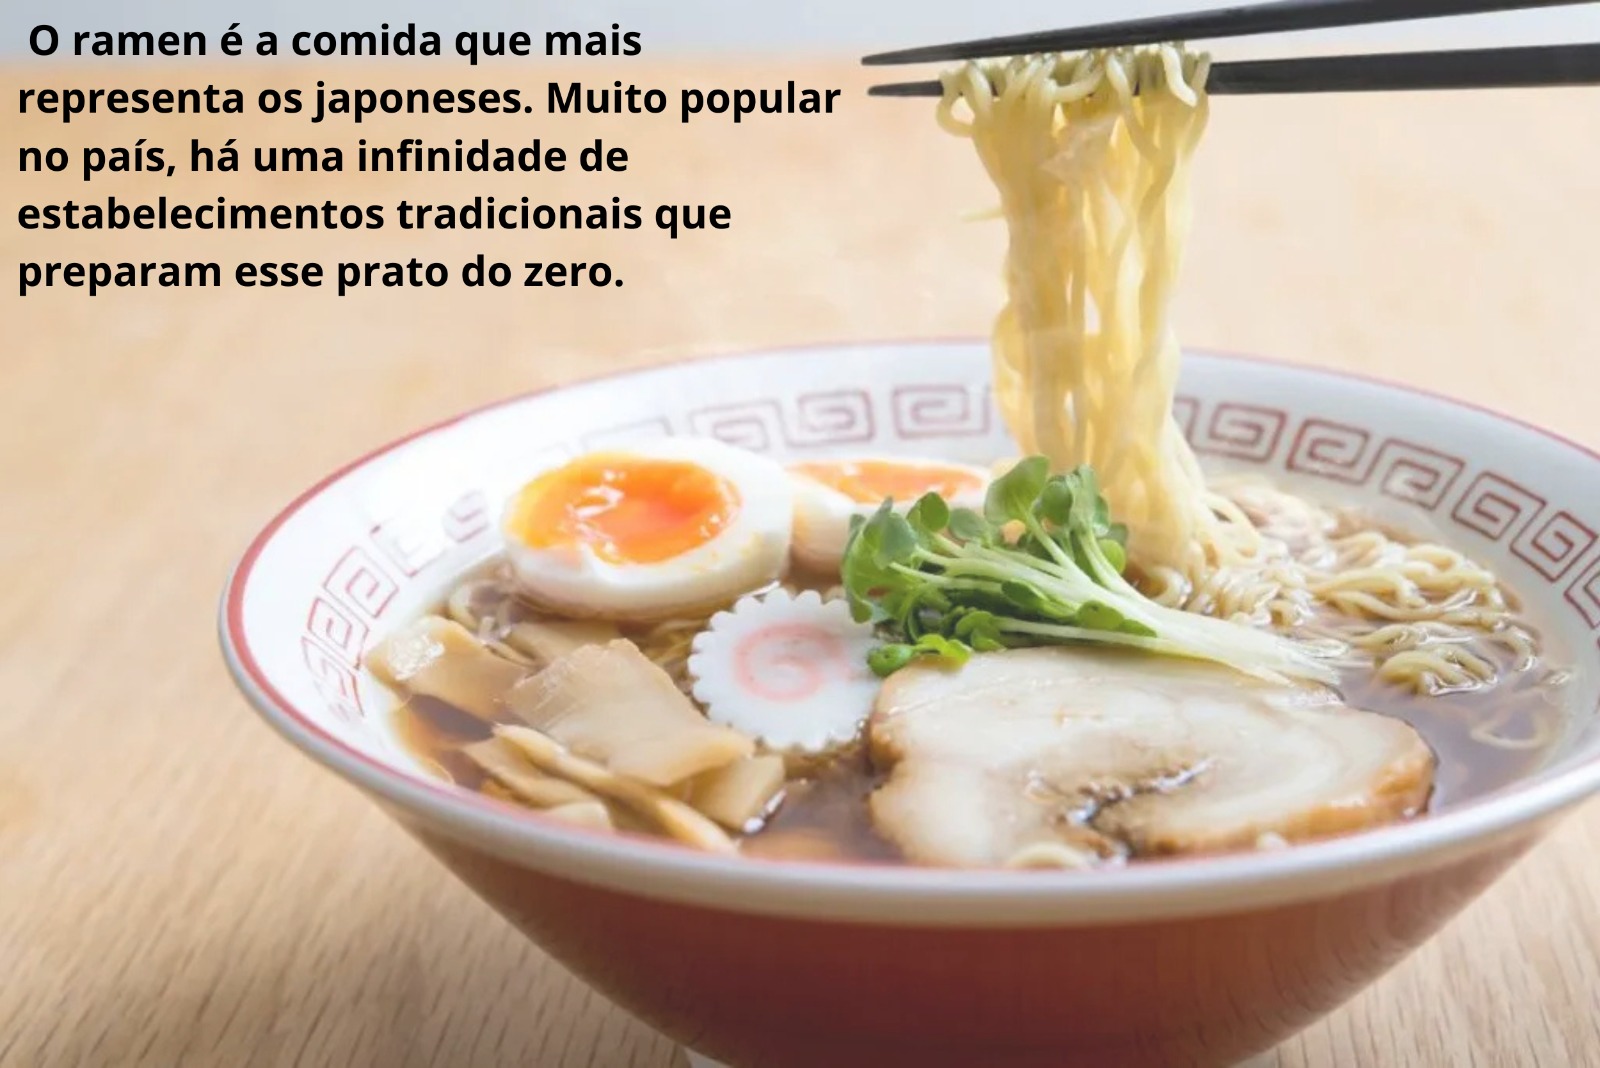 O ramen é a comida que mais
representa os japoneses. Muito popular
no país, há uma infinidade de
estabelecimentos tradicionais que
preparam esse prato do zero.